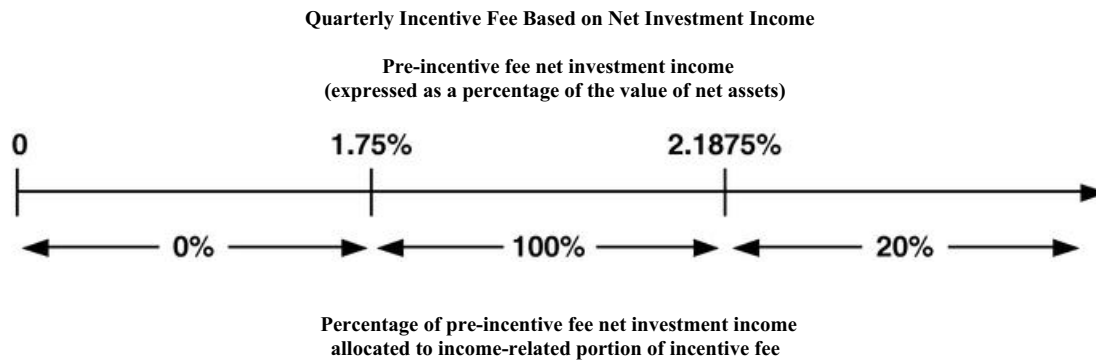 Quarterly Incentive Fee Based on Net Investment Income
Pre-incentive fee net investment income
(expressed as a percentage of the value of net assets)
0 1.75% 2.1875%
0% 100% 20%
Percentage of pre-incentive fee net investment income
allocated to income-related portion of incentive fee